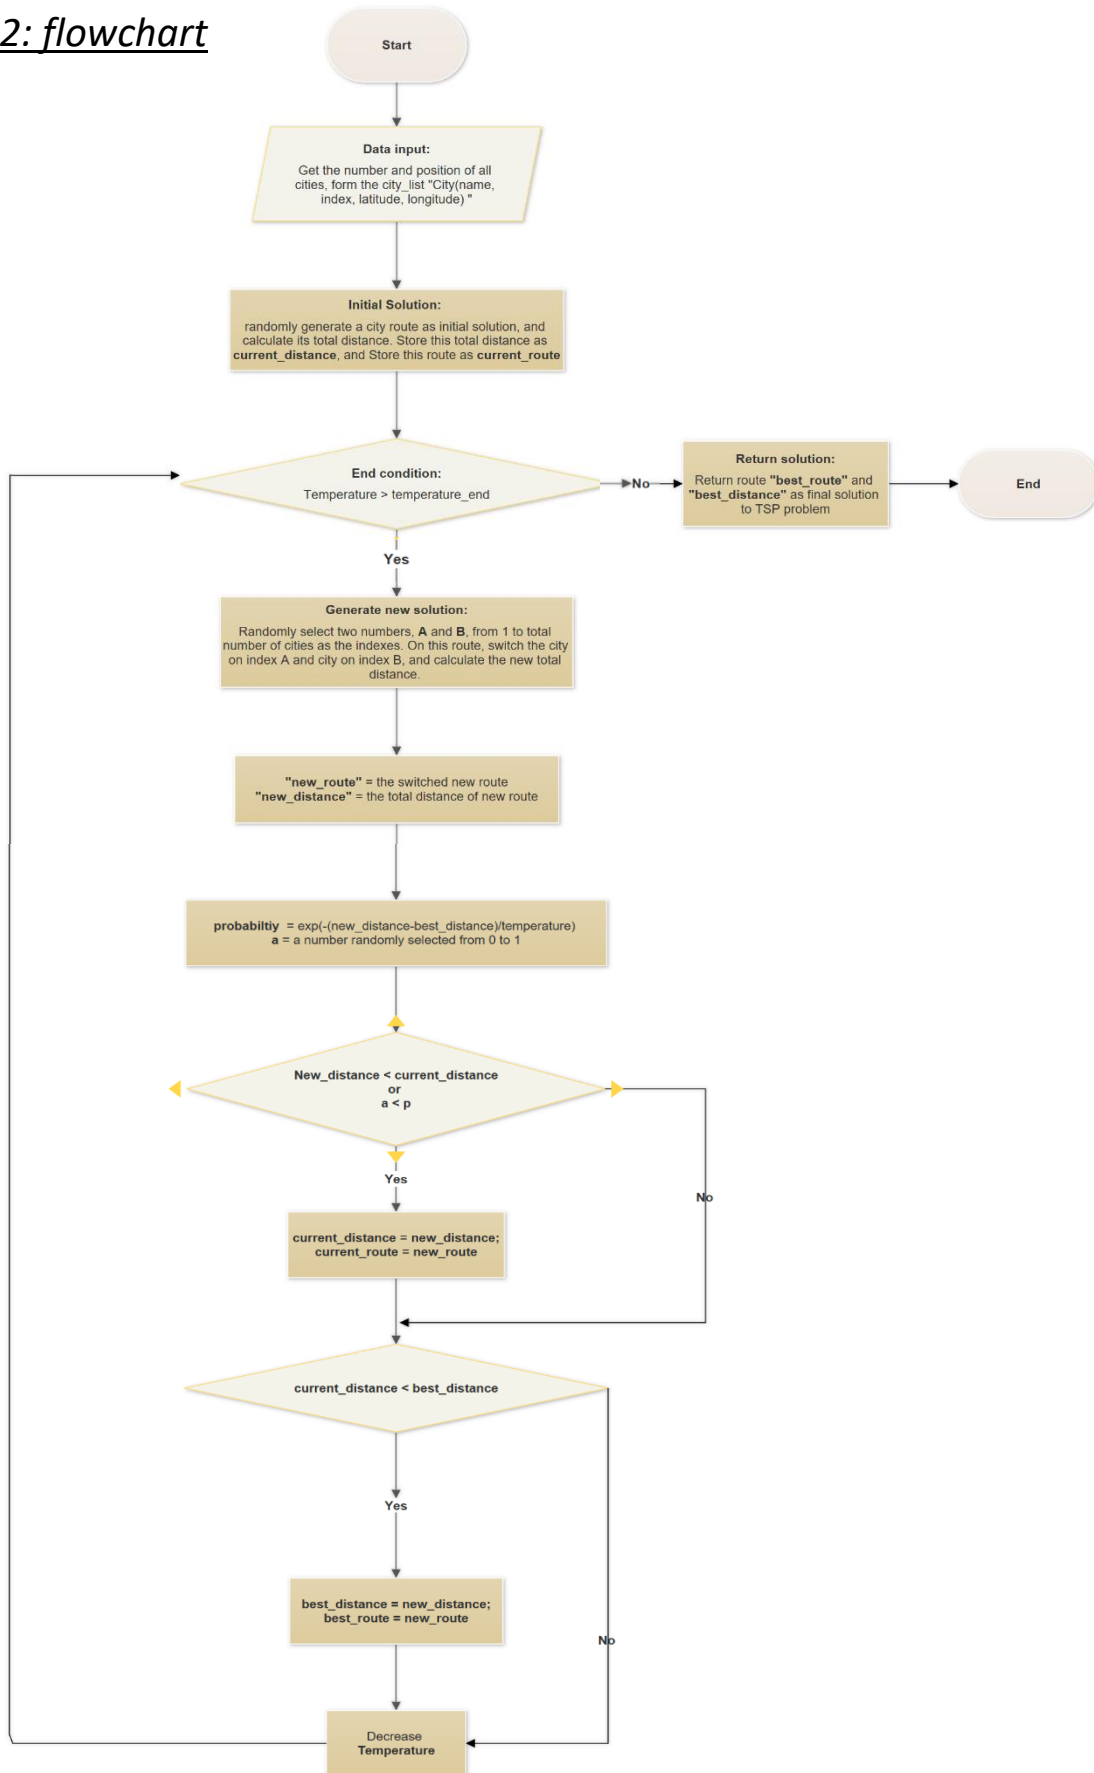 2: flowchart
Start
Data input:
Get the number and position of all
cities, form the city_list "City(name,
index, latitude, longitude) "
Initial Solution:
randomly generate a city route as initial solution, and
calculate its total distance. Store this total distance as
current_distance, and Store this route as current_route
End condition:
Temperature > temperature_end
No
Return solution:
Return route "best_route" and
"best_distance" as final solution
to TSP problem
End
Yes
Generate new solution:
Randomly select two numbers, A and B, from 1 to total
number of cities as the indexes. On this route, switch the city
on index A and city on index B, and calculate the new total
distance.
"new_route" = the switched new route
"new_distance" = the total distance of new route
probabiltiy = exp(-(new_distance-best_distance)/temperature)
a = a number randomly selected from 0 to 1
New_distance < current_distance
or
a < p
Yes
No
current_distance = new_distance;
current_route = new_route
current_distance < best_distance
Yes
best_distance = new_distance;
best_route = new_route
No
Decrease
Temperature